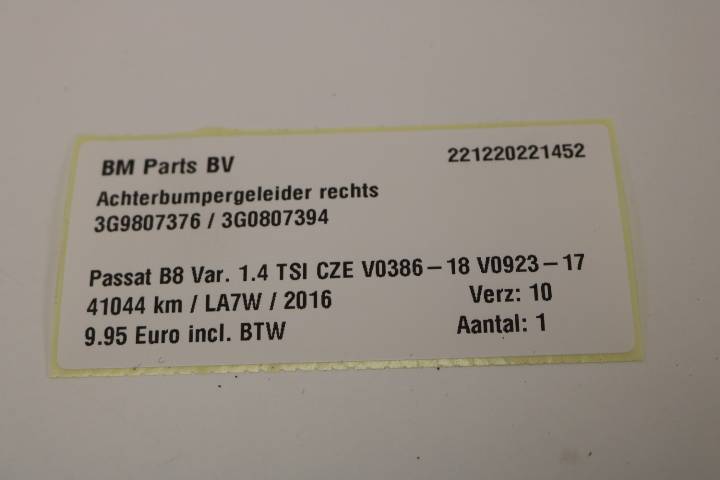 BM Parts BV 221220221452
Achterbumpergeleider rechts
3G9807376 / 3G0807394
Passat B8 Var. 1.4 TSI CZE V0386-18 V0923-17
41044 km / LA7W / 2016 Verz: 10
9.95 Euro incl. BTW Aantal: 1